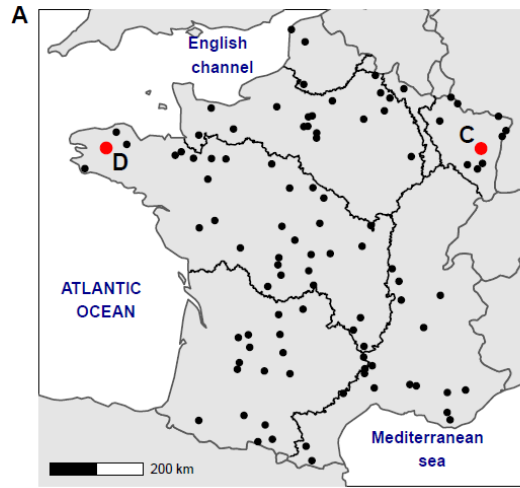 A
English
channel
C
D
ATLANTIC
OCEAN
Mediterranean
sea
200 km